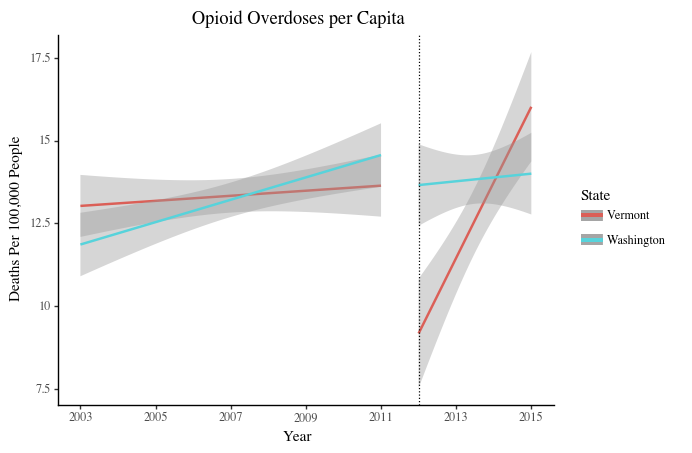 Opioid Overdoses per Capita
Deaths Per 100,000 People
17.5
15
12.5
10
7.5
2003 2005 2007 2009 2011 2013 2015
Year
State
Vermont
Washington